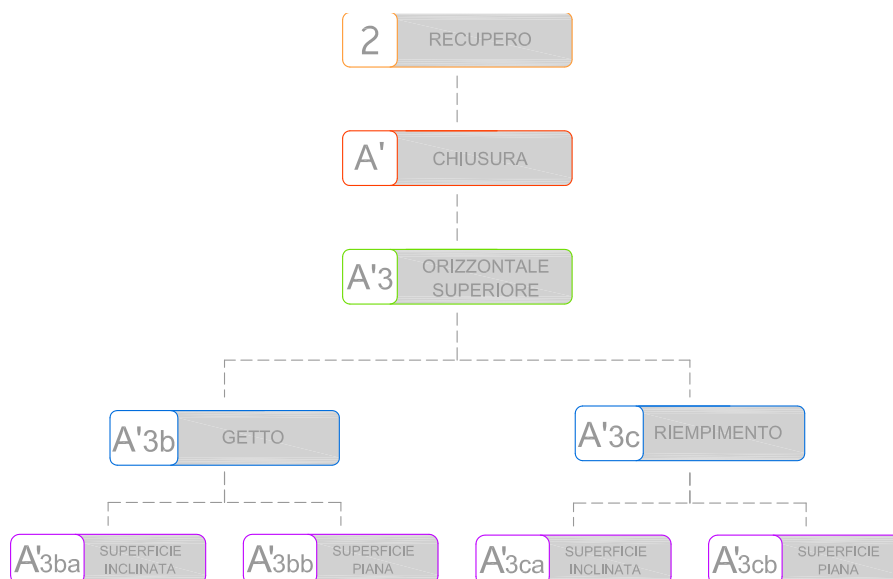 2 RECUPERO
A' CHIUSURA
A'3 ORIZZONTALE
SUPERIORE
A'3b GETTO
A'3c RIEMPIMENTO
A'3ba SUPERFICIE
INCLINATA
A'3bb SUPERFICIE
PIANA
A'3ca SUPERFICIE
INCLINATA
A'3cb SUPERFICIE
PIANA